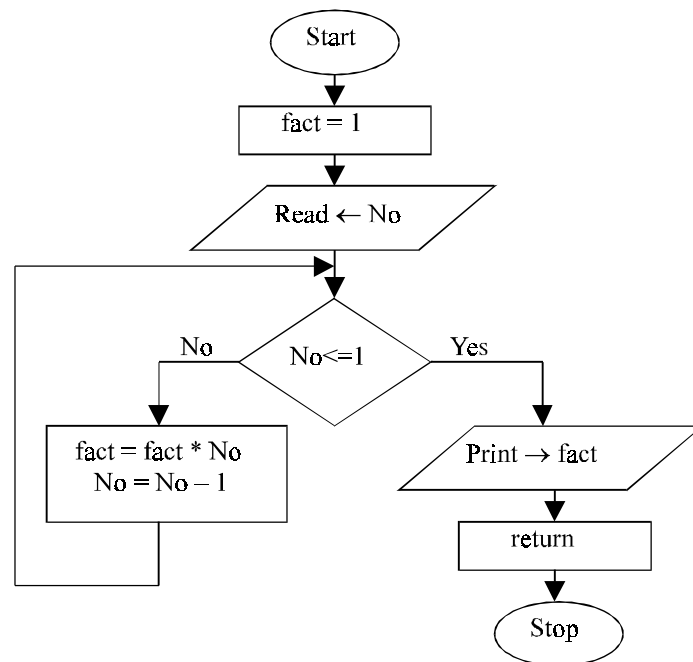 Start
fact = 1
Read ← No
No<=1
No
Yes
fact = fact * No
No = No – 1
Print → fact
return
Stop